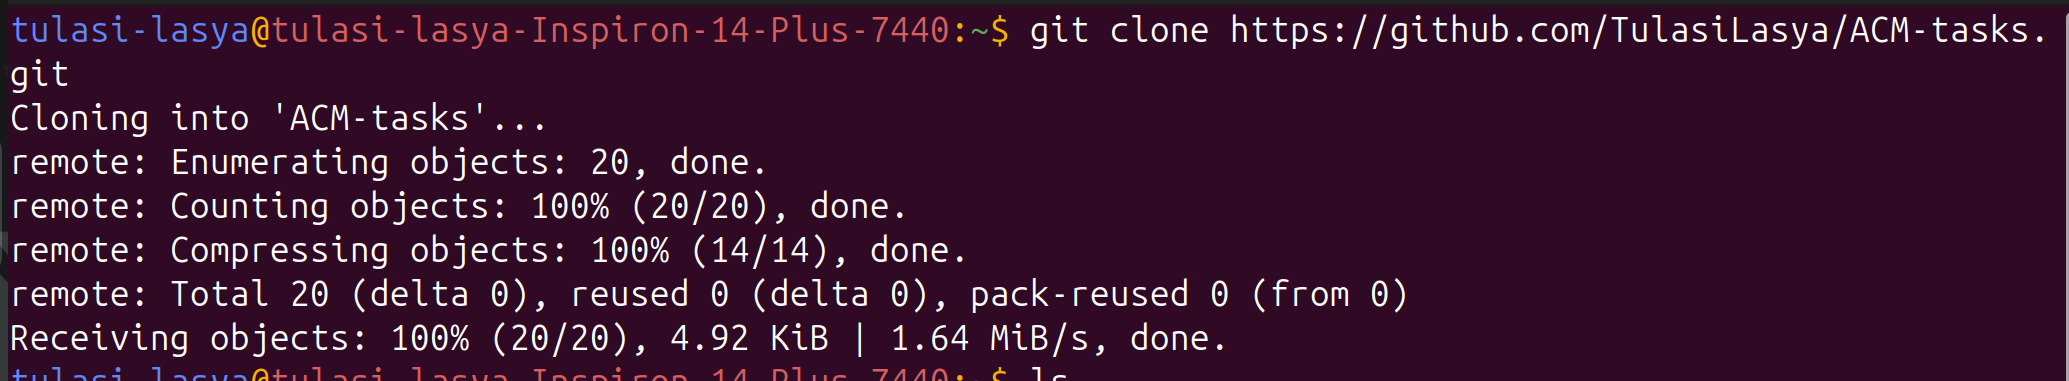 tulasi-lasya@tulasi-lasya-Inspiron-14-Plus-7440:~$ git clone https://github.com/TulasiLasya/ACM-tasks.
git
Cloning into 'ACM-tasks'...
remote: Enumerating objects: 20, done.
remote: Counting objects: 100% (20/20), done.
remote: Compressing objects: 100% (14/14), done.
remote: Total 20 (delta 0), reused 0 (delta 0), pack-reused 0 (from 0)
Receiving objects: 100% (20/20), 4.92 KiB | 1.64 MiB/s, done.
tulasi-lasya@tulasi-lasya-Inspiron-14-Plus-7440:~$ ls